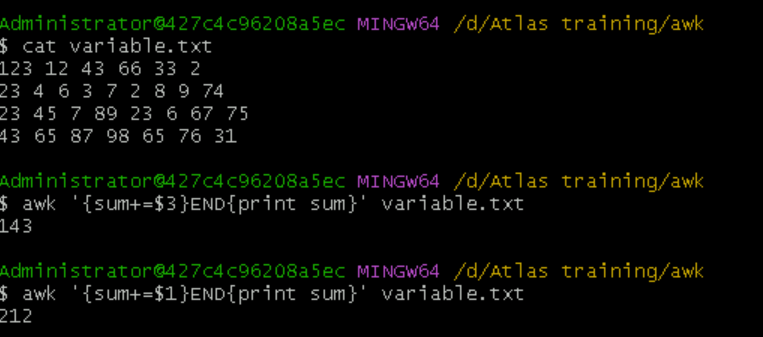 Administrator@427c4c96208a5ec MINGW64 /d/Atlas training/awk
$ cat variable.txt
123 12 43 66 33 2
23 4 6 3 7 2 8 9 74
23 45 7 89 23 6 67 75
43 65 87 98 65 76 31
Administrator@427c4c96208a5ec MINGW64 /d/Atlas training/awk
$ awk '{sum+=$3}END{print sum}' variable.txt
143
Administrator@427c4c96208a5ec MINGW64 /d/Atlas training/awk
$ awk '{sum+=$1}END{print sum}' variable.txt
212